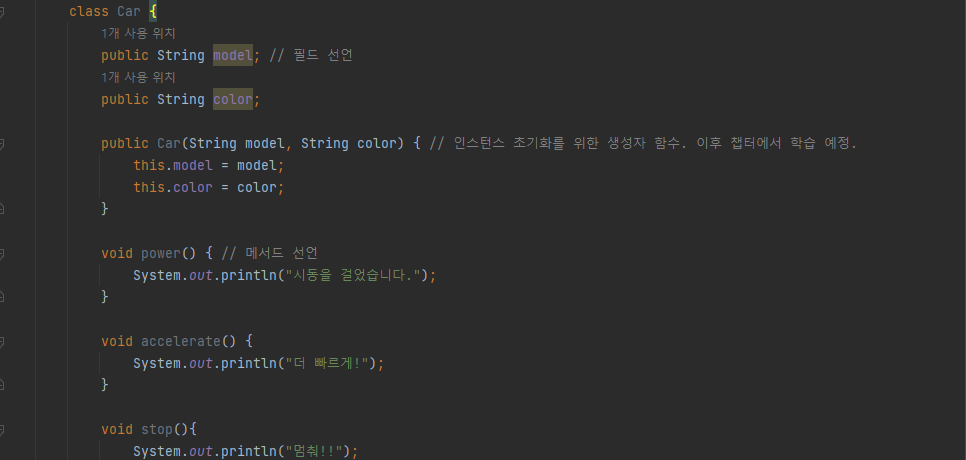 class Car {
1개 사용 위치
public String model; // 필드 선언
1개 사용 위치
public String color;
public Car(String model, String color) { // 인스턴스 초기화를 위한 생성자 함수. 이후 챕터에서 학습 예정.
this.model = model;
this.color = color;
}
void power() { // 메서드 선언
System.out.println("시동을 걸었습니다.");
}
void accelerate() {
System.out.println("더 빠르게!");
}
void stop(){
System.out.println("멈춰!!");